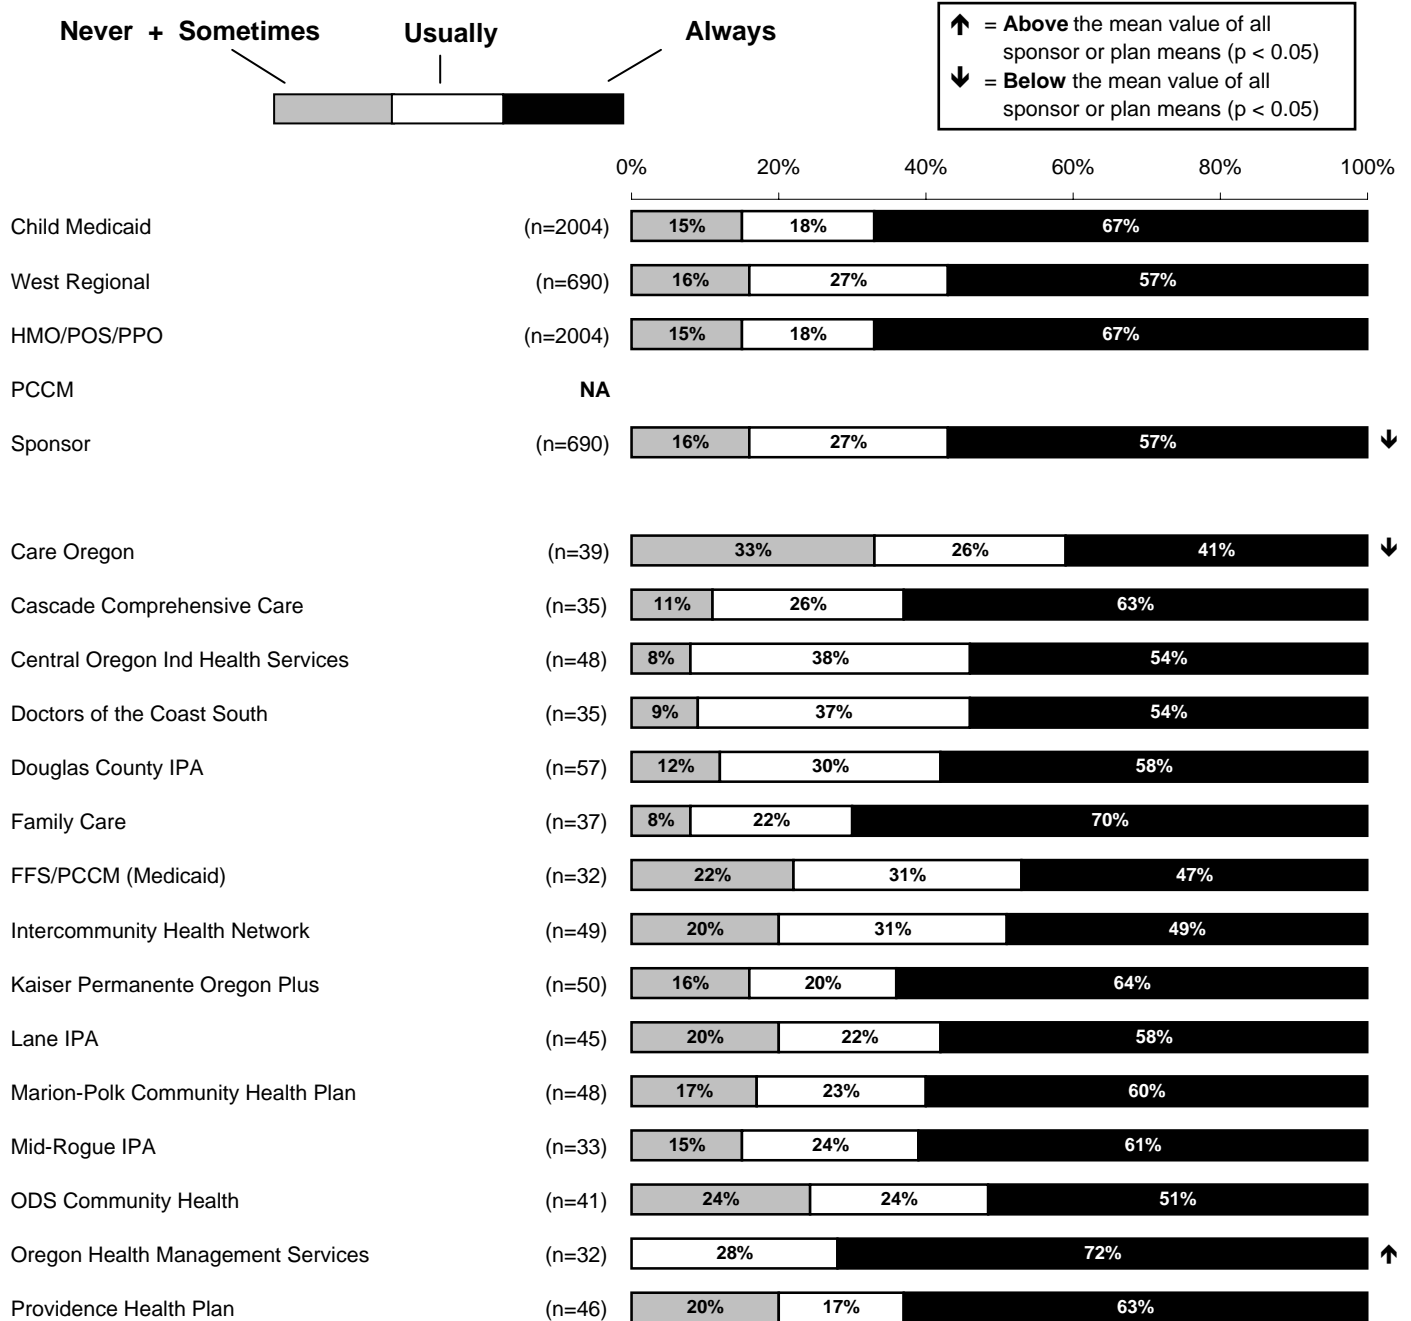 Never + Sometimes Usually Always
↑ = Above the mean value of all
sponsor or plan means (p < 0.05)
↓ = Below the mean value of all
sponsor or plan means (p < 0.05)
0% 20% 40% 60% 80% 100%
Child Medicaid (n=2004) 15% 18% 67%
West Regional (n=690) 16% 27% 57%
HMO/POS/PPO (n=2004) 15% 18% 67%
PCCM NA
Sponsor (n=690) 16% 27% 57% ↓
Care Oregon (n=39) 33% 26% 41% ↓
Cascade Comprehensive Care (n=35) 11% 26% 63%
Central Oregon Ind Health Services (n=48) 8% 38% 54%
Doctors of the Coast South (n=35) 9% 37% 54%
Douglas County IPA (n=57) 12% 30% 58%
Family Care (n=37) 8% 22% 70%
FFS/PCCM (Medicaid) (n=32) 22% 31% 47%
Intercommunity Health Network (n=49) 20% 31% 49%
Kaiser Permanente Oregon Plus (n=50) 16% 20% 64%
Lane IPA (n=45) 20% 22% 58%
Marion-Polk Community Health Plan (n=48) 17% 23% 60%
Mid-Rogue IPA (n=33) 15% 24% 61%
ODS Community Health (n=41) 24% 24% 51%
Oregon Health Management Services (n=32) 28% 72% ↑
Providence Health Plan (n=46) 20% 17% 63%